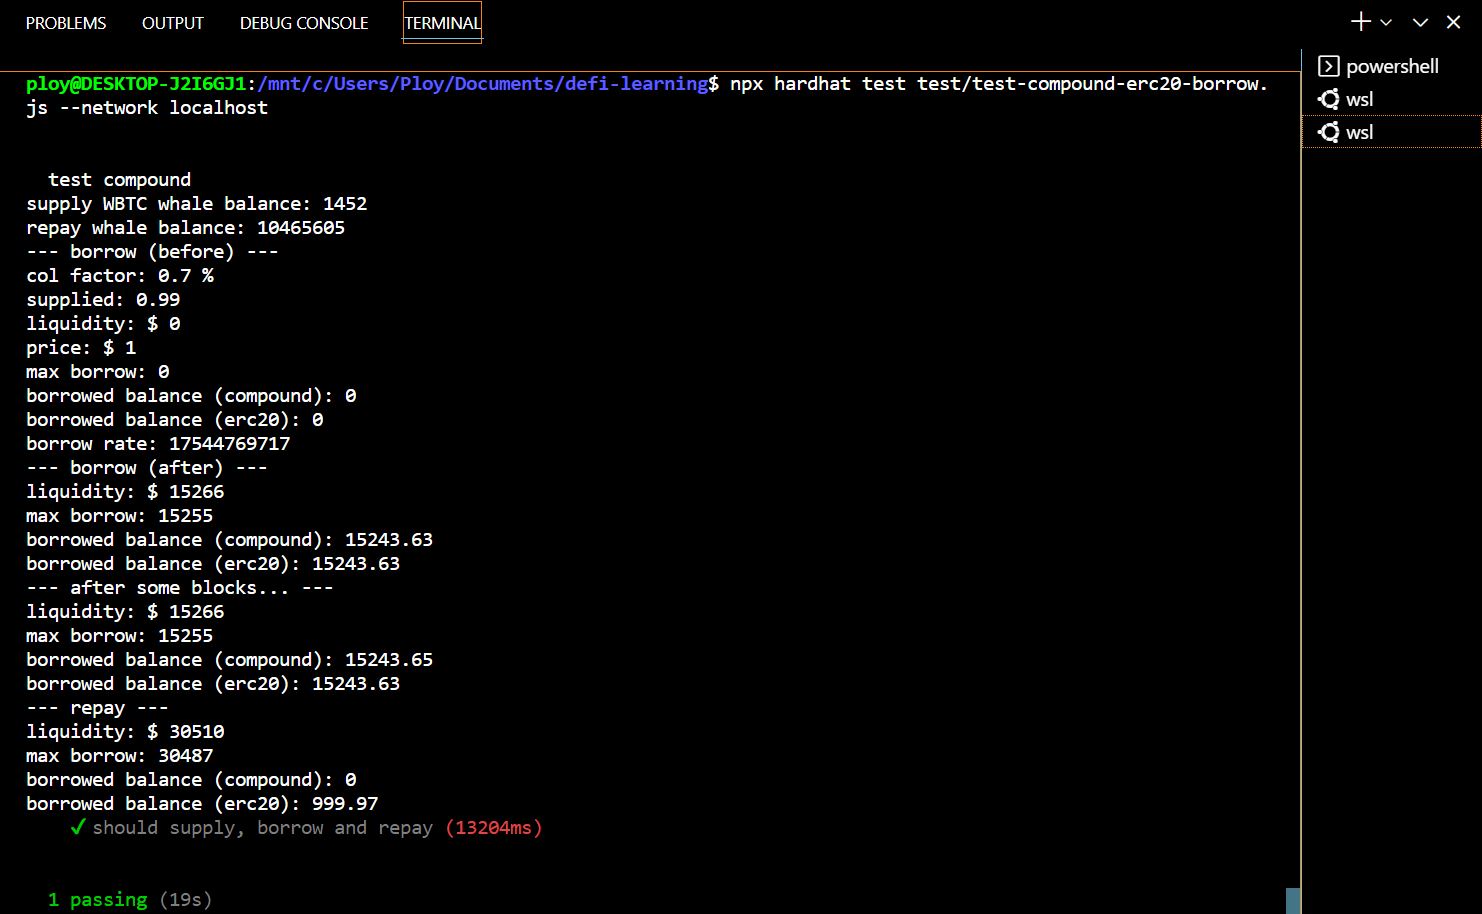 PROBLEMS OUTPUT DEBUG CONSOLE TERMINAL
powershell
wsl
wsl
ploy@DESKTOP-J2I6GJ1:/mnt/c/Users/Ploy/Documents/defi-learning$ npx hardhat test test/test-compound-erc20-borrow.
js --network localhost
test compound
supply WBTC whale balance: 1452
repay whale balance: 10465605
--- borrow (before) ---
col factor: 0.7 %
supplied: 0.99
liquidity: $ 0
price: $ 1
max borrow: 0
borrowed balance (compound): 0
borrowed balance (erc20): 0
borrow rate: 17544769717
--- borrow (after) ---
liquidity: $ 15266
max borrow: 15255
borrowed balance (compound): 15243.63
borrowed balance (erc20): 15243.63
--- after some blocks... ---
liquidity: $ 15266
max borrow: 15255
borrowed balance (compound): 15243.65
borrowed balance (erc20): 15243.63
--- repay ---
liquidity: $ 30510
max borrow: 30487
borrowed balance (compound): 0
borrowed balance (erc20): 999.97
✓ should supply, borrow and repay (13204ms)
1 passing (19s)